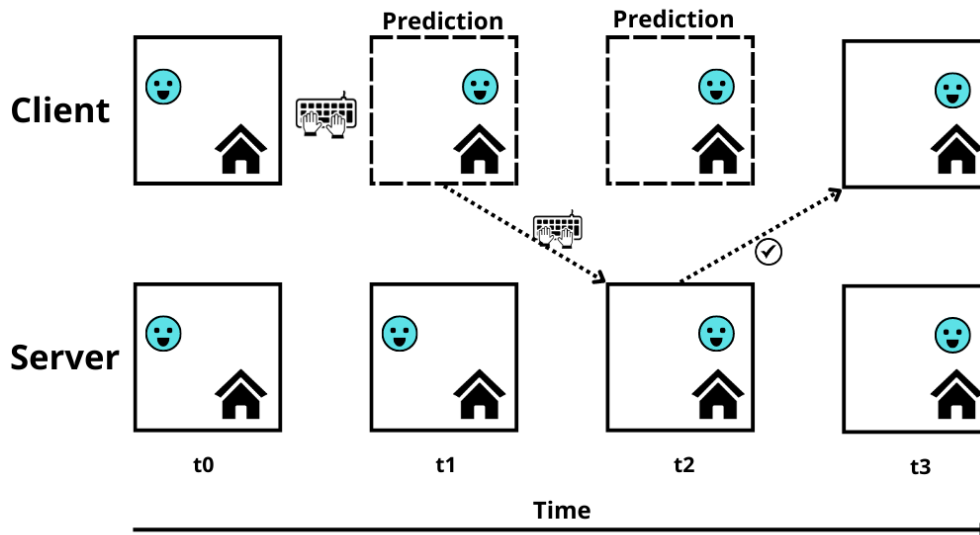 Prediction
Prediction
Client
Server
t0
t1
t2
t3
Time